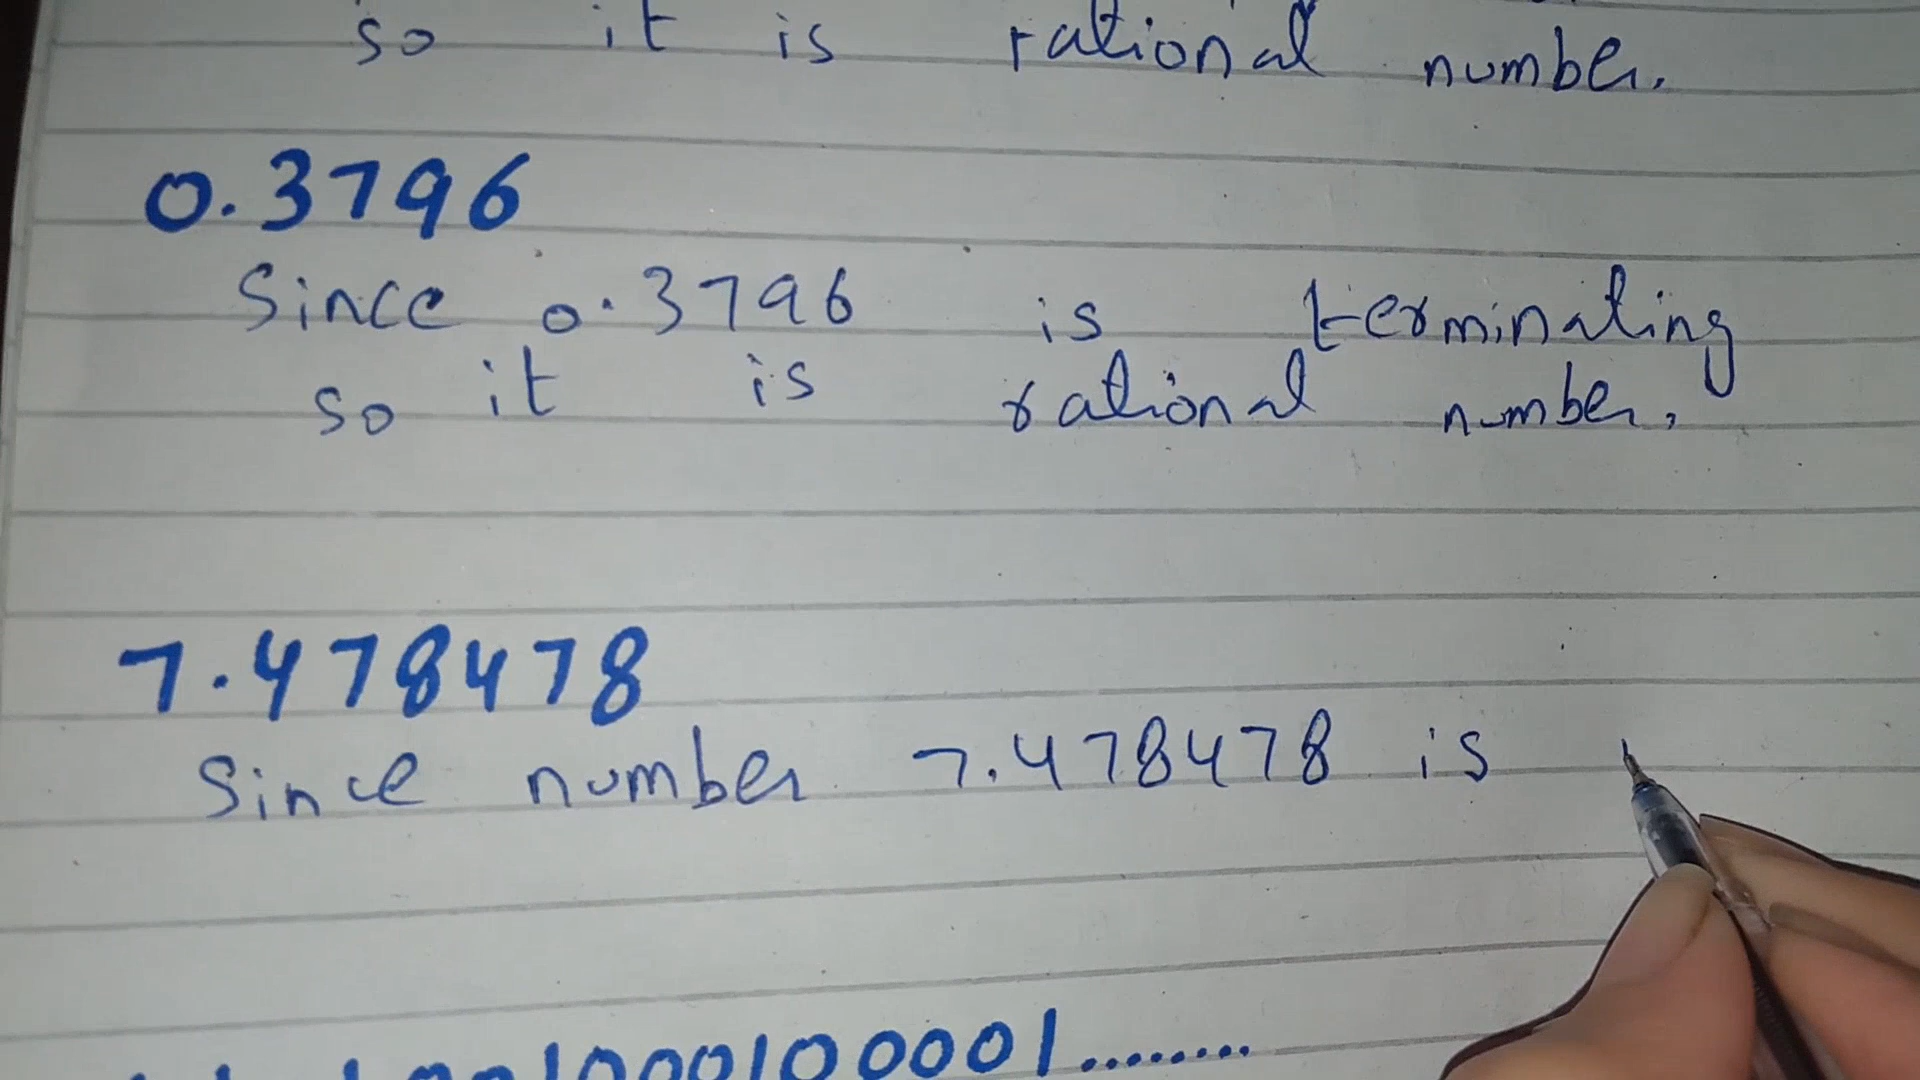 so it is rational number.
0.3796
Since 0.3796 is terminating
so it is rational number.
7.478478
Since number 7.478478 is
001000100001........